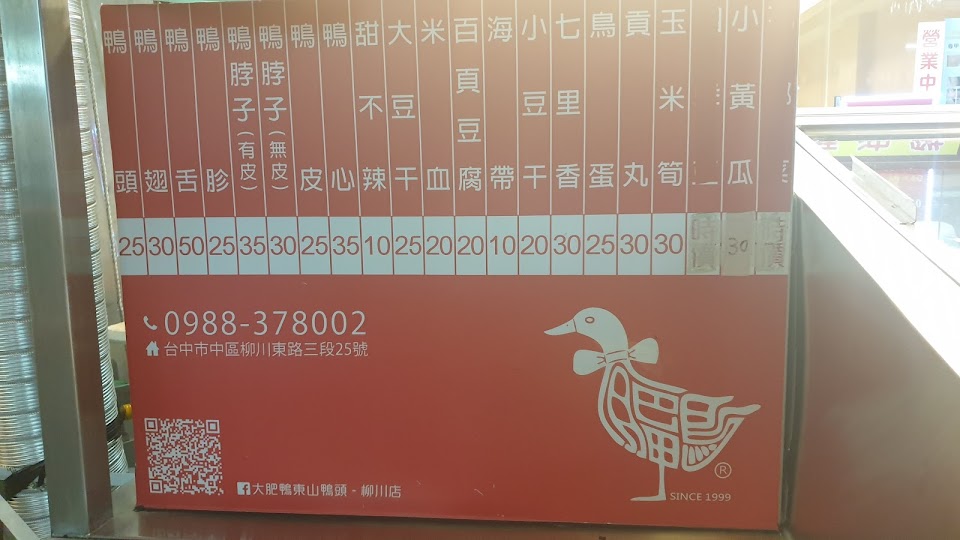 鴨頭 25
鴨翅 30
鴨舌 50
鴨胗 25
鴨脖子(有皮) 35
鴨脖子(無皮) 30
鴨皮 25
鴨心 35
甜不辣 10
大豆干 25
米血 20
百頁豆腐 20
海帶 10
小豆干 20
七里香 30
鳥蛋 25
貢丸 30
玉米筍 30
時價
小黃瓜 30
時價
0988-378002
台中市中區柳川東路三段25號
大肥鴨東山鴨頭-柳川店
肥鴨
®
SINCE 1999
營業中